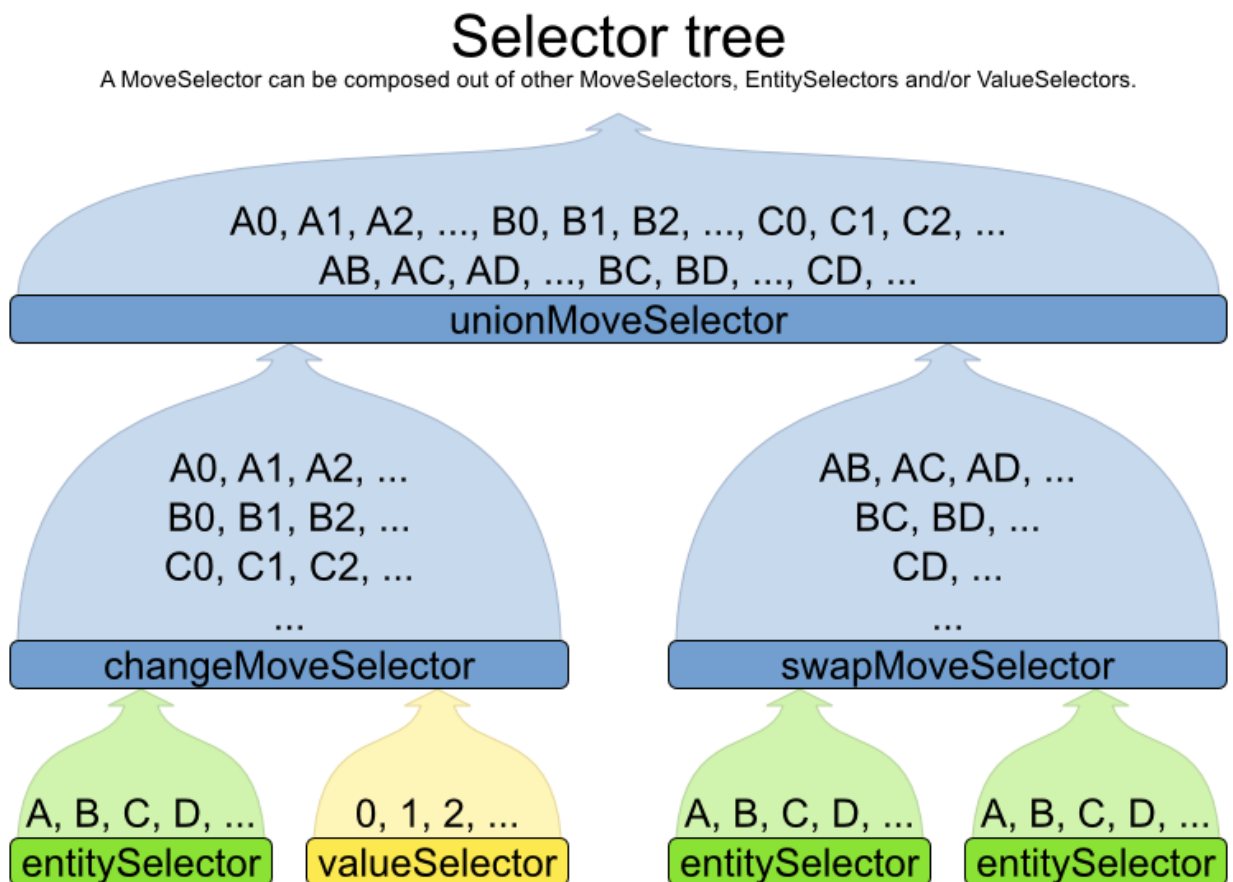 Selector tree
A MoveSelector can be composed out of other MoveSelectors, EntitySelectors and/or ValueSelectors.
A0, A1, A2, ..., B0, B1, B2, ..., C0, C1, C2, ...
AB, AC, AD, ..., BC, BD, ..., CD, ...
unionMoveSelector
A0, A1, A2, ...
B0, B1, B2, ...
C0, C1, C2, ...
...
changeMoveSelector
AB, AC, AD, ...
BC, BD, ...
CD, ...
...
swapMoveSelector
A, B, C, D, ...
entitySelector
0, 1, 2, ...
valueSelector
A, B, C, D, ...
entitySelector
A, B, C, D, ...
entitySelector